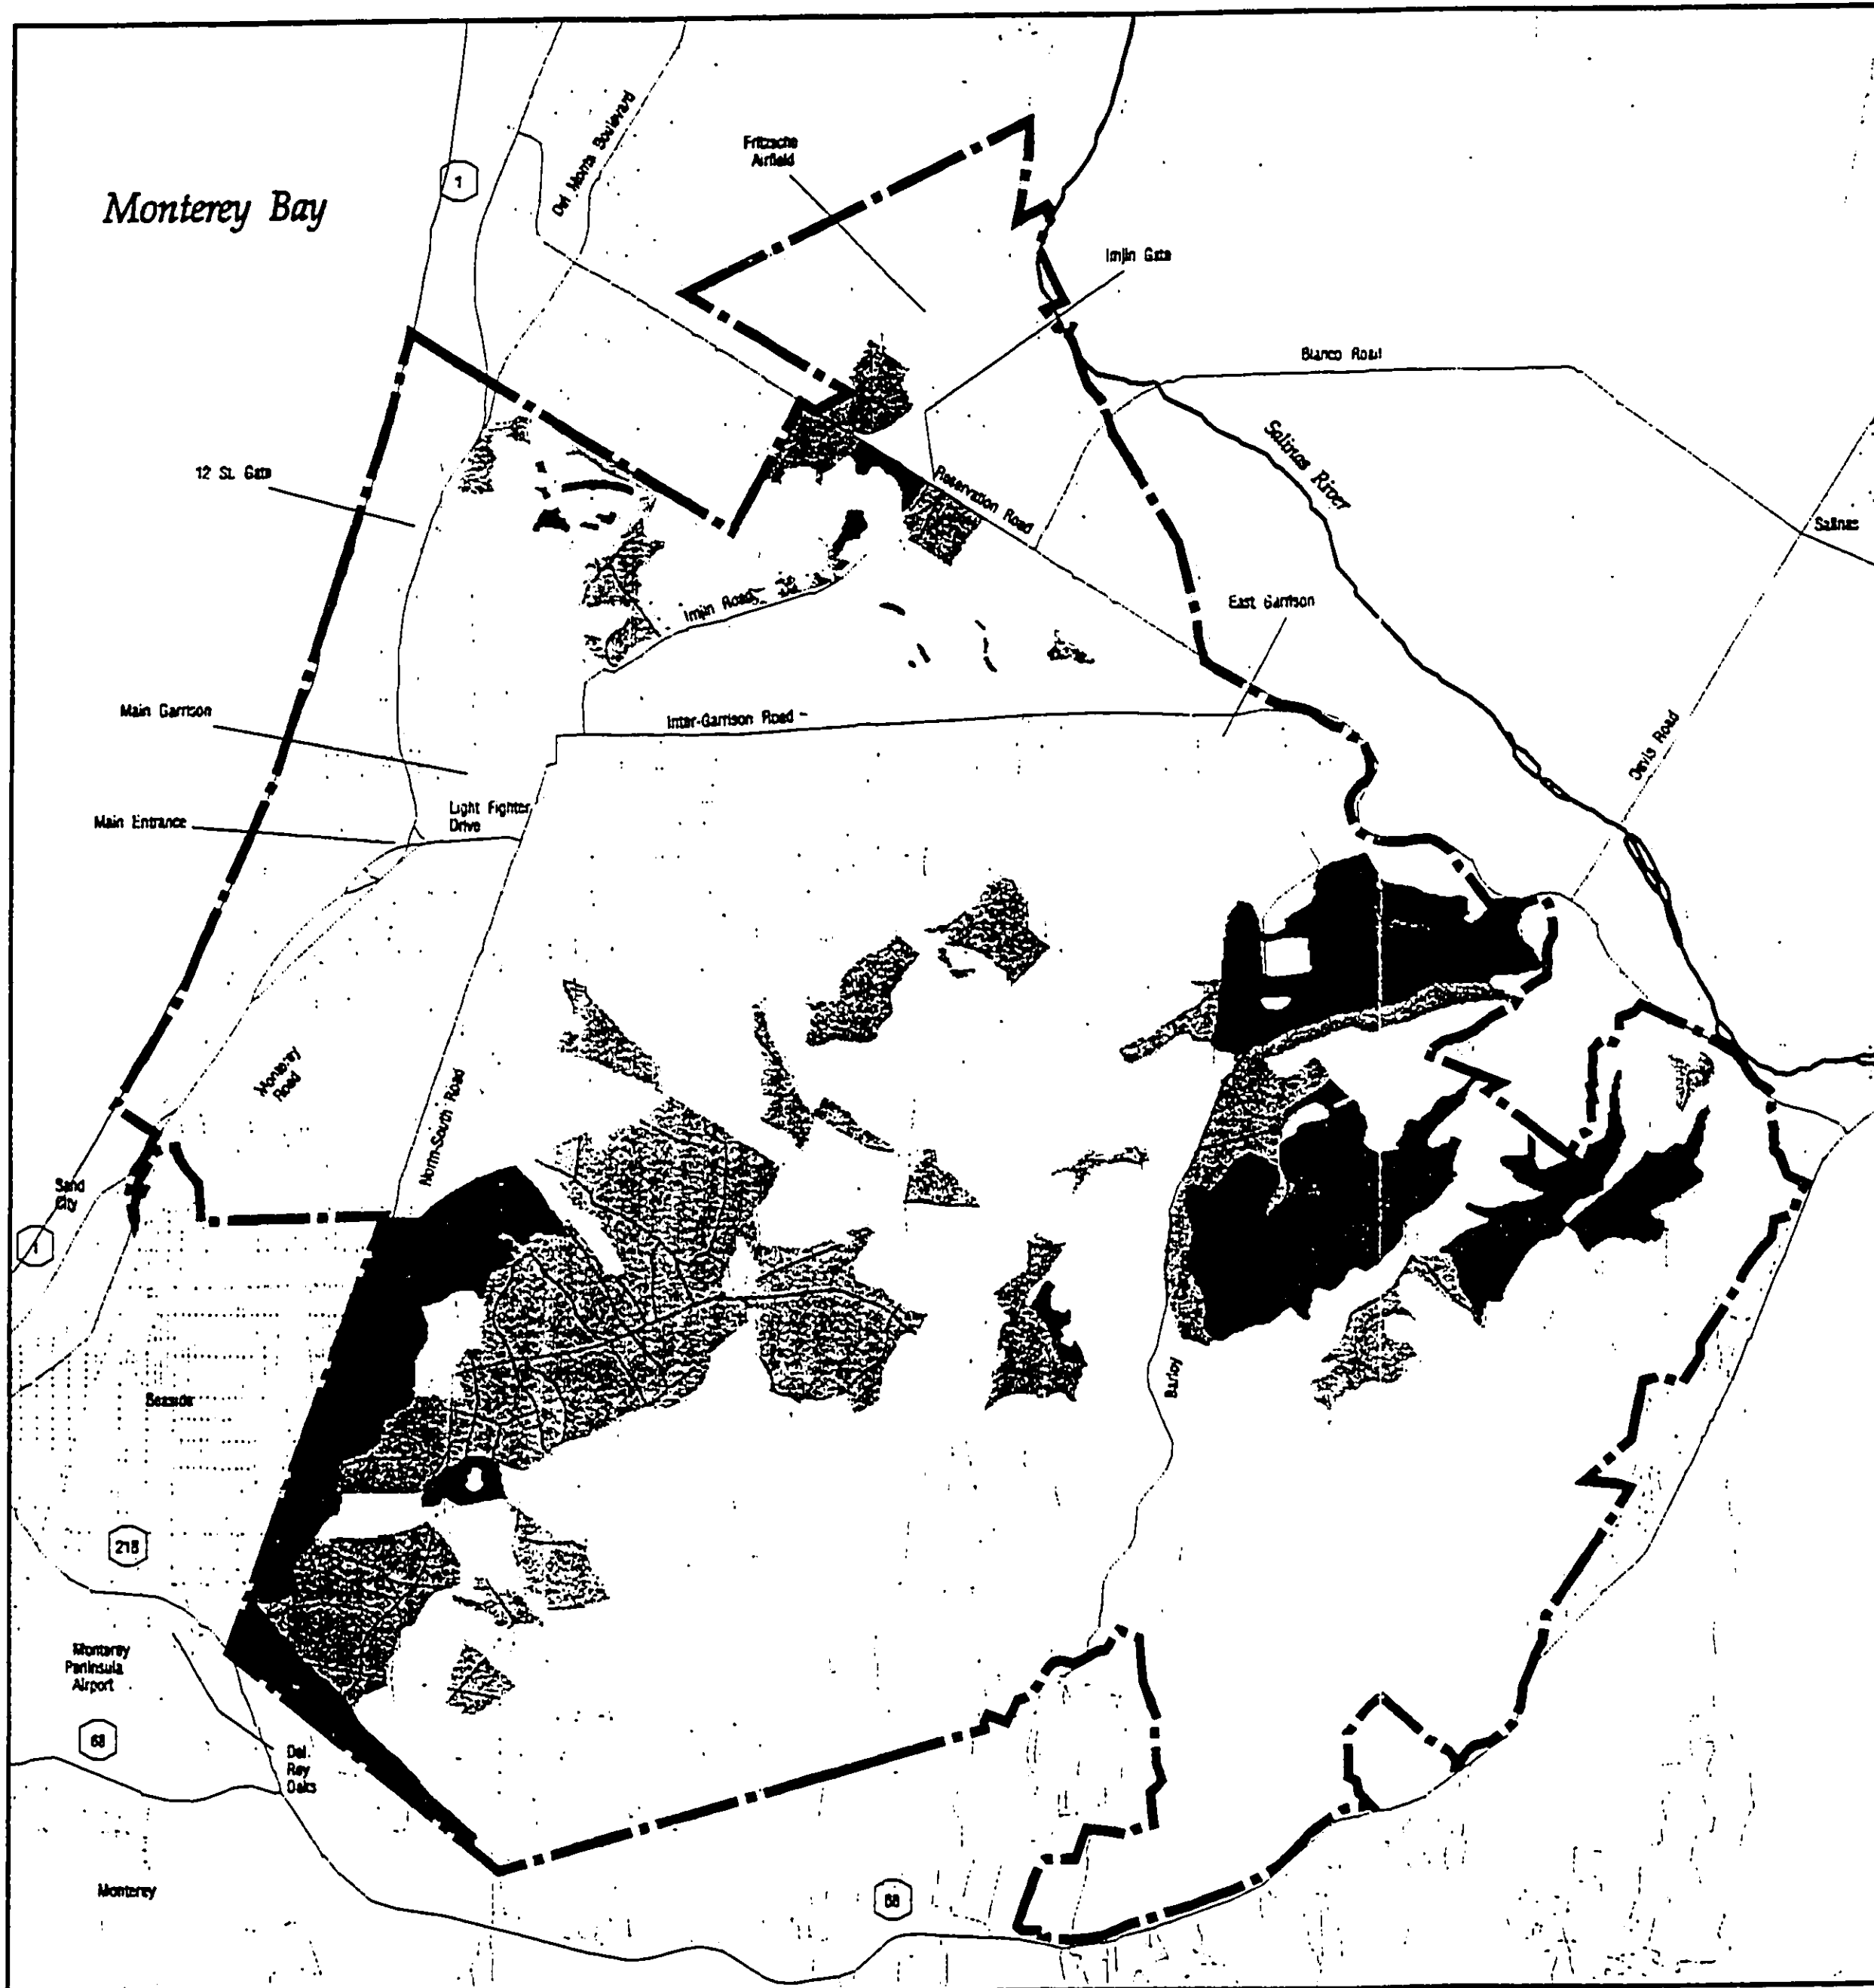 Monterey Bay
1
Del Monte Boulevard
Fritzsche
Airfield
Imjin Gate
Blanco Road
Salinas River
12 St. Gate
Reservation Road
Salinas
Imjin Road
East Garrison
Main Garrison
Inter-Garrison Road
Davis Road
Light Fighter
Drive
Main Entrance
Monterey
Road
North-South Road
Sand
City
1
Barloy
Seaside
218
Monterey
Peninsula
Airport
68
Del
Rey
Oaks
Monterey
68